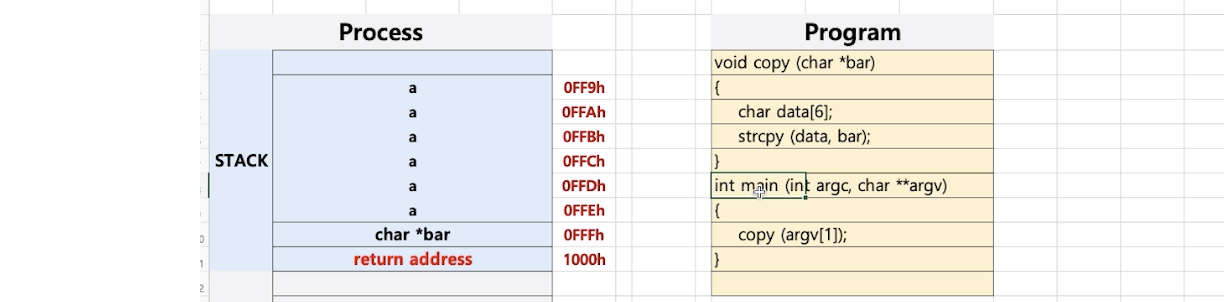 Process Program
void copy (char *bar)
a 0FF9h {
a 0FFAh char data[6];
a 0FFBh strcpy (data, bar);
STACK a 0FFCh }
a 0FFDh int main (int argc, char **argv)
a 0FFEh {
char *bar 0FFFh copy (argv[1]);
return address 1000h }